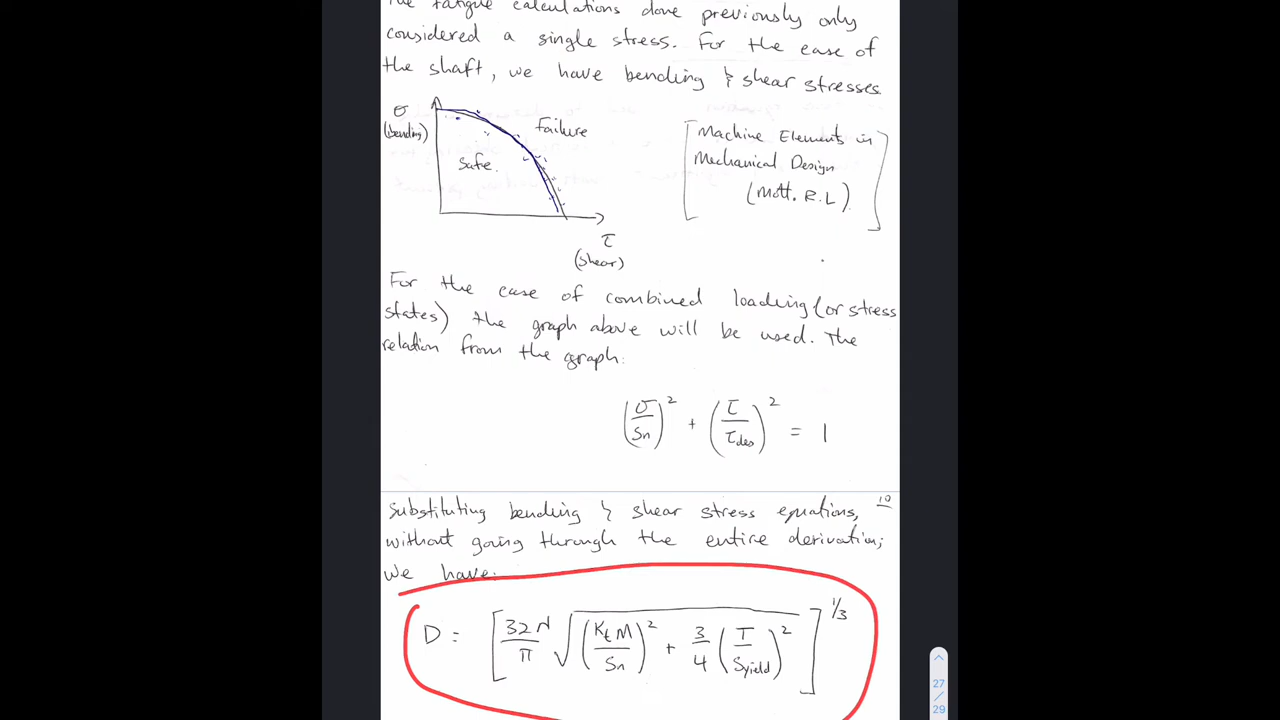 The fatigue calculations done previously only
considered a single stress. For the case of
the shaft, we have bending & shear stresses
σ
(bending)
Failure
Safe.
τ
(shear)
[Machine Elements in
Mechanical Design
(Mott. R.L)]
For the case of combined loading (or stress
states) the graph above will be used. The
relation from the graph:
(σ/Sn)² + (τ/τdes)² = 1
10
Substituting bending & shear stress equations,
without going through the entire derivation;
we have:
D = [32N/π √((KtM/Sn)² + 3/4 (T/Syield)²)]^1/3
27
/
29